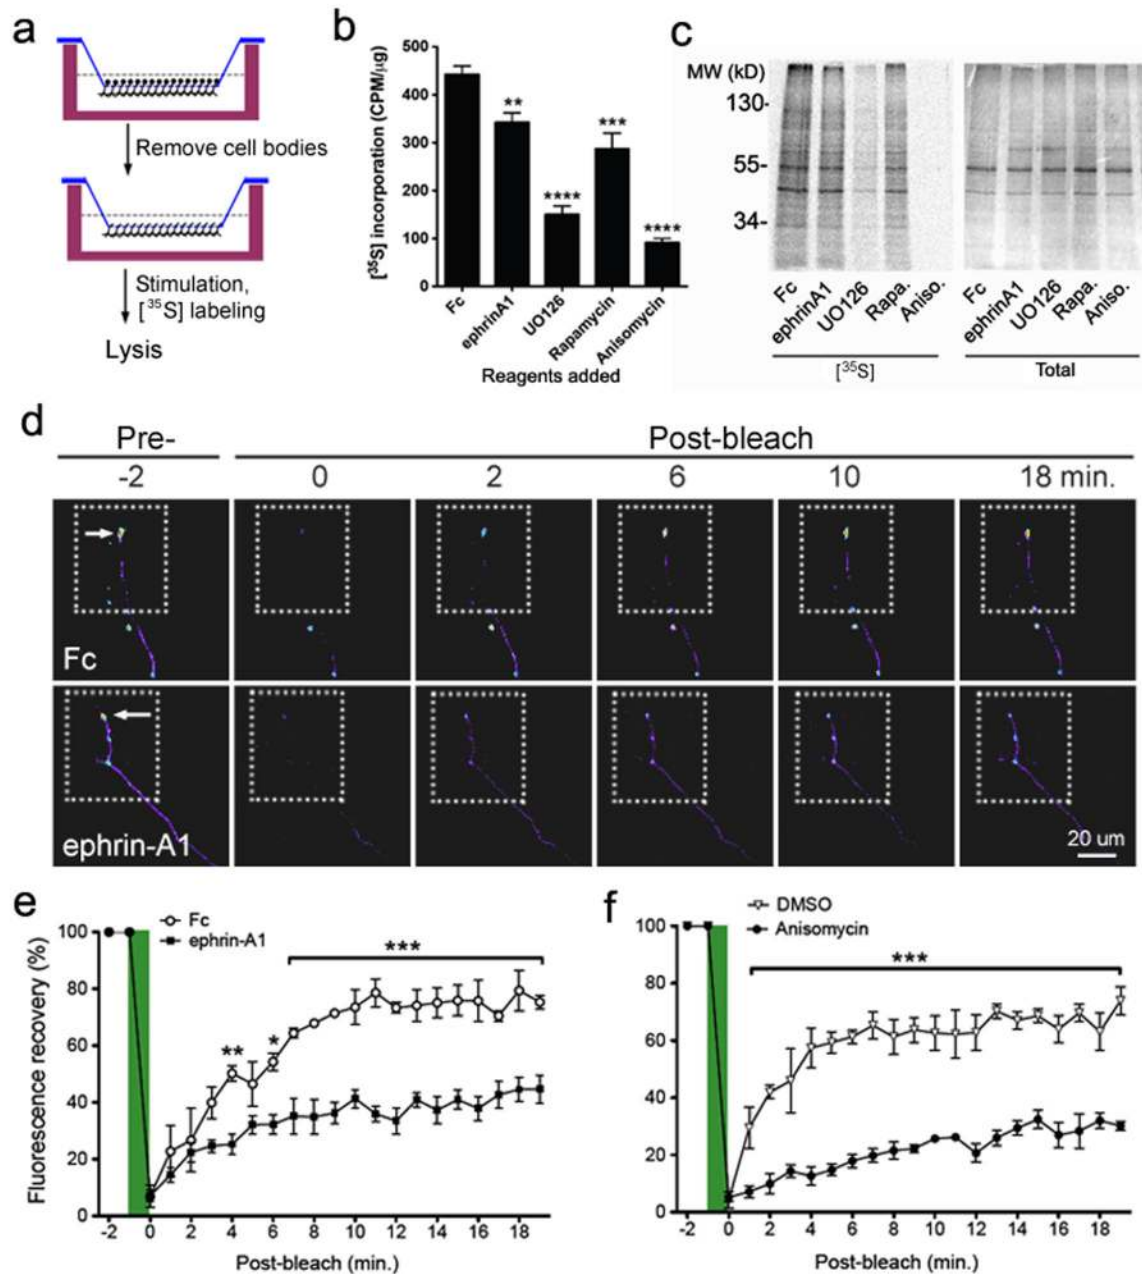 a
Remove cell bodies
Stimulation,
[³⁵S] labeling
Lysis
b
[³⁵S] incorporation (CPM/µg)
500
400
300
200
100
0
**
****
***
****
Fc
ephrinA1
UO126
Rapamycin
Anisomycin
Reagents added
c
MW (kD)
130-
55-
34-
Fc
ephrinA1
UO126
Rapa.
Aniso.
[³⁵S]
Fc
ephrinA1
UO126
Rapa.
Aniso.
Total
d
Pre- Post-bleach
-2 0 2 6 10 18 min.
Fc
ephrin-A1
20 um
e
Fc
ephrin-A1
Fluorescence recovery (%)
100
80
60
40
20
0
**
*
***
-2 0 2 4 6 8 10 12 14 16 18
Post-bleach (min.)
f
DMSO
Anisomycin
100
80
60
40
20
0
***
-2 0 2 4 6 8 10 12 14 16 18
Post-bleach (min.)